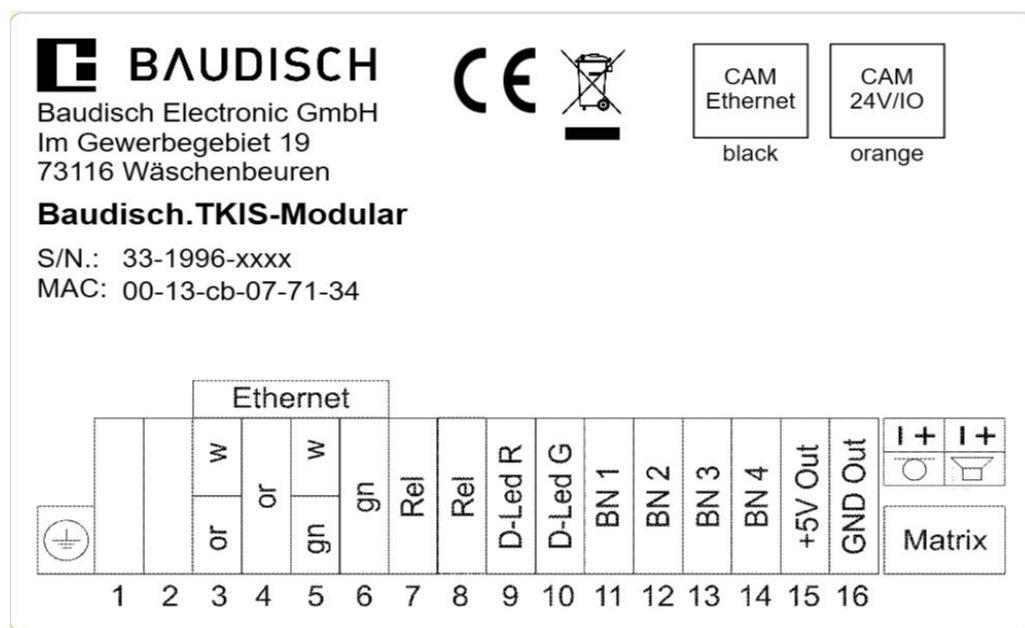 BAUDISCH
Baudisch Electronic GmbH
Im Gewerbegebiet 19
73116 Wäschenbeuren
Baudisch.TKIS-Modular
S/N.: 33-1996-xxxx
MAC: 00-13-cb-07-71-34
CE
CAM
Ethernet
black
CAM
24V/IO
orange
Ethernet
or w
or
gn w
gn
Rel
Rel
D-Led R
D-Led G
BN 1
BN 2
BN 3
BN 4
+5V Out
GND Out
- + - +
Matrix
1 2 3 4 5 6 7 8 9 10 11 12 13 14 15 16